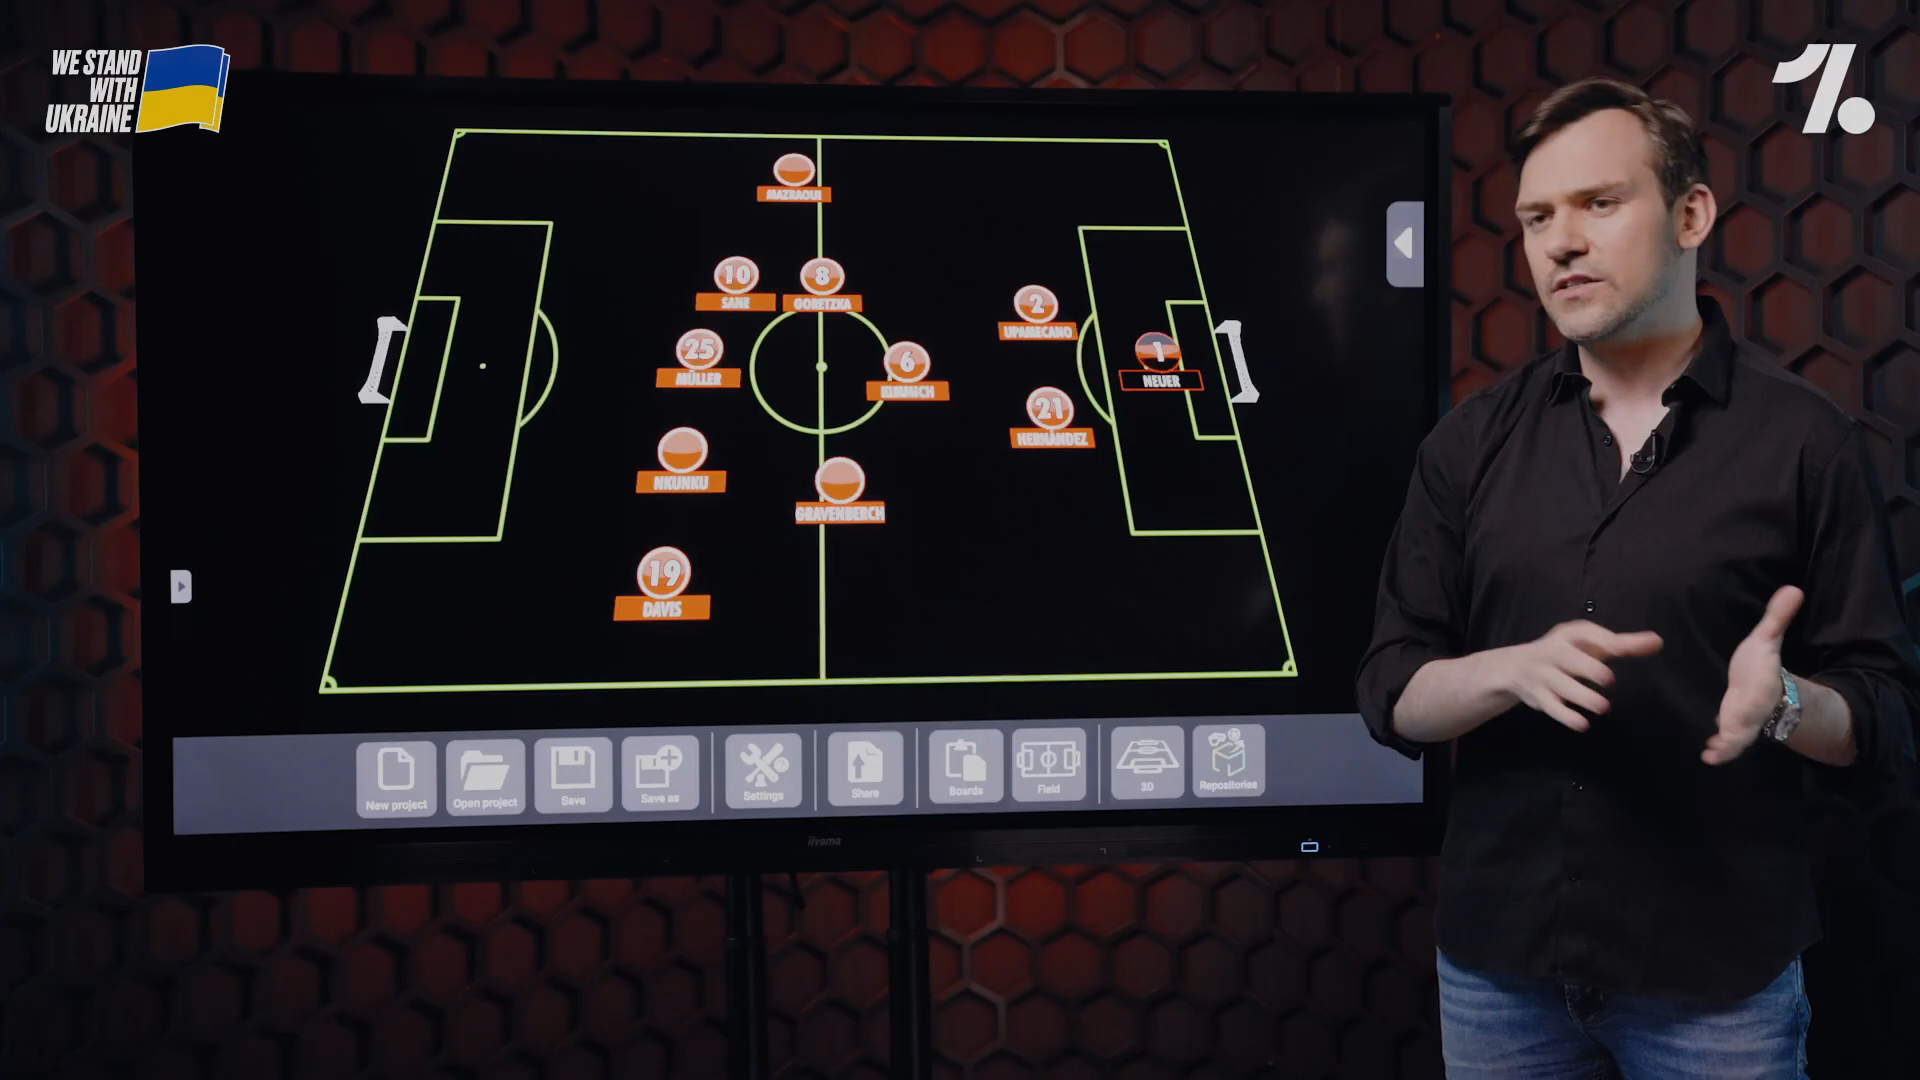 WE STAND
WITH
UKRAINE
1.
MAZRAOUI
10
SANE
8
GORETZKA
2
UPAMECANO
25
MÜLLER
6
KIMMICH
1
NEUER
21
HERNÁNDEZ
NKUNKU
GRAVENBERCH
19
DAVIS
New project
Open project
Save
Save as
Settings
Share
Boards
Field
3D
Repositories
iiyama